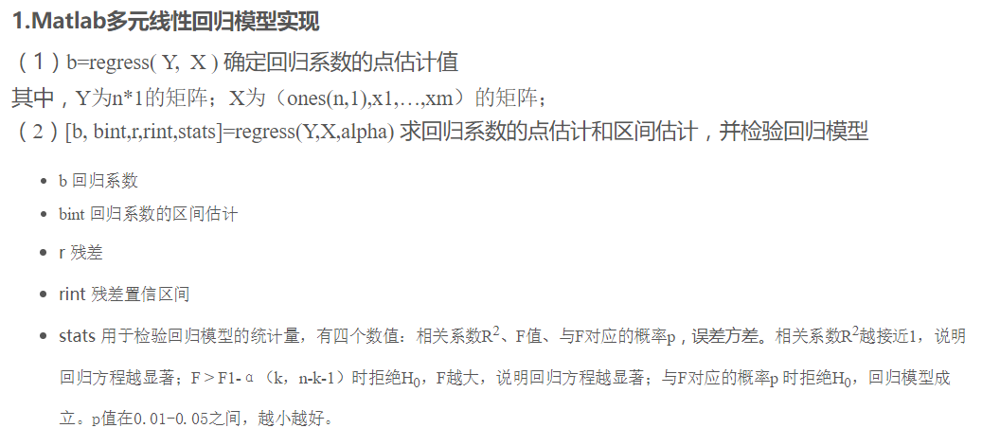 1.Matlab多元线性回归模型实现
（1）b=regress( Y,  X ) 确定回归系数的点估计值
其中，Y为n*1的矩阵；X为（ones(n,1),x1,…,xm）的矩阵；
（2）[b, bint,r,rint,stats]=regress(Y,X,alpha) 求回归系数的点估计和区间估计，并检验回归模型
• b 回归系数
• bint 回归系数的区间估计
• r 残差
• rint 残差置信区间
• stats 用于检验回归模型的统计量，有四个数值：相关系数R²、F值、与F对应的概率p，误差方差。相关系数R²越接近1，说明
回归方程越显著；F > F1-α（k，n-k-1）时拒绝H₀，F越大，说明回归方程越显著；与F对应的概率p 时拒绝H₀，回归模型成
立。p值在0.01-0.05之间，越小越好。